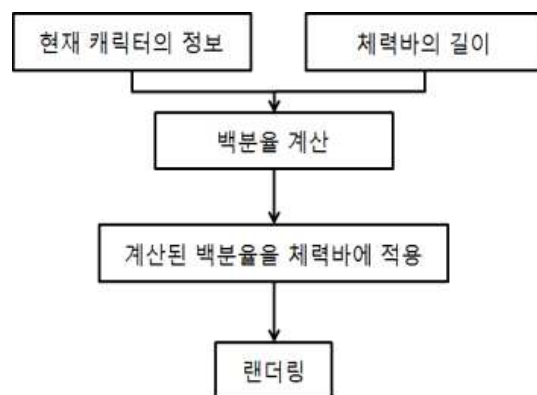 현재 캐릭터의 정보
체력바의 길이
백분율 계산
계산된 백분율을 체력바에 적용
랜더링